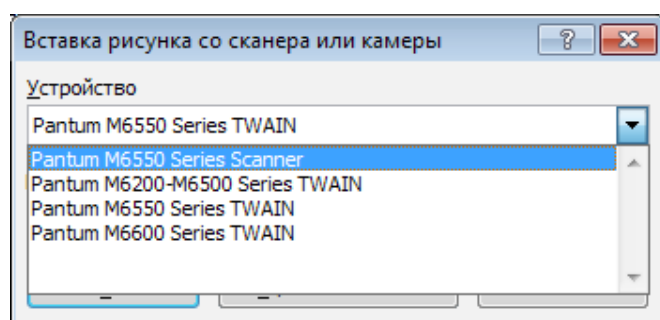 Вставка рисунка со сканера или камеры
Устройство
Pantum M6550 Series TWAIN
Pantum M6550 Series Scanner
Pantum M6200-M6500 Series TWAIN
Pantum M6550 Series TWAIN
Pantum M6600 Series TWAIN